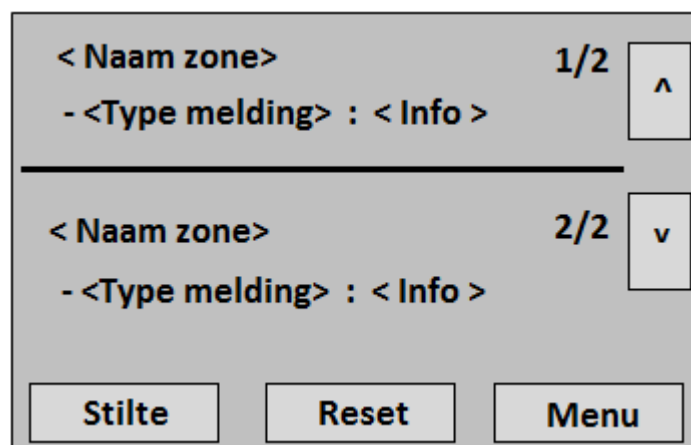 < Naam zone> 1/2 ^
- <Type melding> : < Info >
< Naam zone> 2/2 v
- <Type melding> : < Info >
Stilte Reset Menu